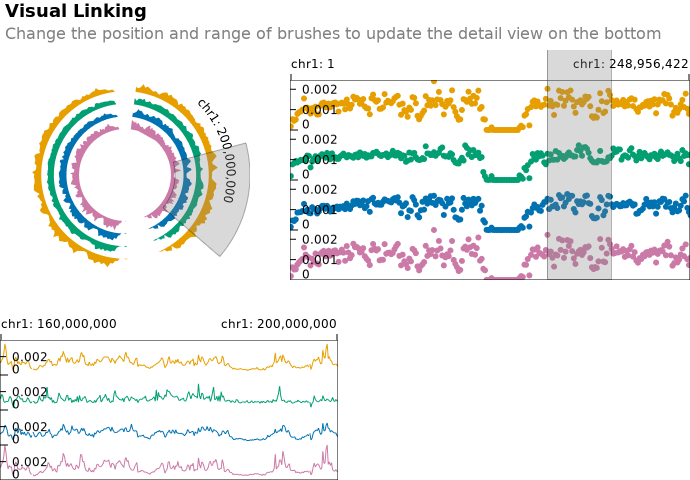 Visual Linking
Change the position and range of brushes to update the detail view on the bottom
chr1: 1
chr1: 248,956,422
chr1: 200,000,000
0.002
0.001
0
0.002
0.001
0
0.002
0.001
0
0.002
0.001
0
chr1: 160,000,000
chr1: 200,000,000
0.002
0
0.002
0
0.002
0
0.002
0